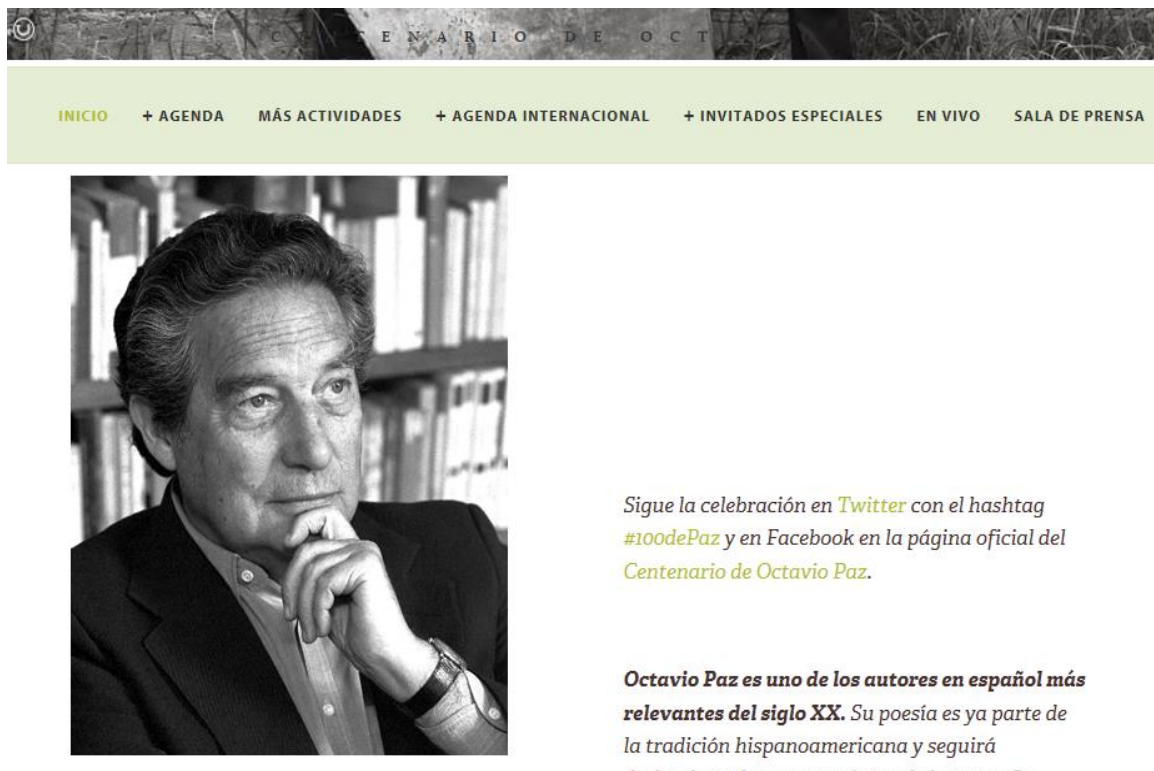 CENTENARIO DE OCT
INICIO + AGENDA MÁS ACTIVIDADES + AGENDA INTERNACIONAL + INVITADOS ESPECIALES EN VIVO SALA DE PRENSA
Sigue la celebración en Twitter con el hashtag
#100dePaz y en Facebook en la página oficial del
Centenario de Octavio Paz.
Octavio Paz es uno de los autores en español más
relevantes del siglo XX. Su poesía es ya parte de
la tradición hispanoamericana y seguirá